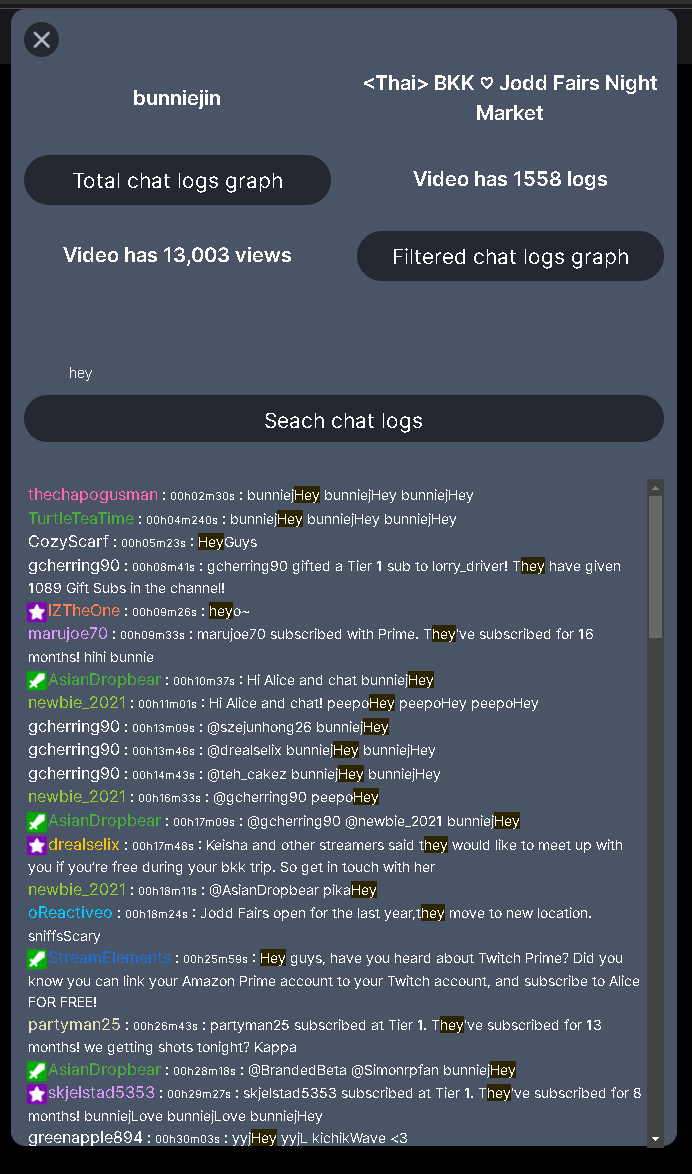 bunniejin
<Thai> BKK ♡ Jodd Fairs Night
Market
Total chat logs graph
Video has 1558 logs
Video has 13,003 views
Filtered chat logs graph
hey
Seach chat logs
thechapogusman : 00h02m30s : bunniejHey bunniejHey bunniejHey
TurtleTeaTime : 00h04m240s : bunniejHey bunniejHey bunniejHey
CozyScarf : 00h05m23s : HeyGuys
gcherring90 : 00h08m41s : gcherring90 gifted a Tier 1 sub to lorry_driver! They have given
1089 Gift Subs in the channel!
IZTheOne : 00h09m26s : heyo~
marujoe70 : 00h09m33s : marujoe70 subscribed with Prime. They've subscribed for 16
months! hihi bunnie
AsianDropbear : 00h10m37s : Hi Alice and chat bunniejHey
newbie_2021 : 00h11m01s : Hi Alice and chat! peepoHey peepoHey peepoHey
gcherring90 : 00h13m09s : @szejunhong26 bunniejHey
gcherring90 : 00h13m46s : @drealselix bunniejHey bunniejHey
gcherring90 : 00h14m43s : @teh_cakez bunniejHey bunniejHey
newbie_2021 : 00h16m33s : @gcherring90 peepoHey
AsianDropbear : 00h17m09s : @gcherring90 @newbie_2021 bunniejHey
drealselix : 00h17m48s : Keisha and other streamers said they would like to meet up with
you if you're free during your bkk trip. So get in touch with her
newbie_2021 : 00h18m11s : @AsianDropbear pikaHey
oReactiveo : 00h18m24s : Jodd Fairs open for the last year,they move to new location.
sniffsScary
StreamElements : 00h25m59s : Hey guys, have you heard about Twitch Prime? Did you
know you can link your Amazon Prime account to your Twitch account, and subscribe to Alice
FOR FREE!
partyman25 : 00h26m43s : partyman25 subscribed at Tier 1. They've subscribed for 13
months! we getting shots tonight? Kappa
AsianDropbear : 00h28m18s : @BrandedBeta @Simonrpfan bunniejHey
skjelstad5353 : 00h29m27s : skjelstad5353 subscribed at Tier 1. They've subscribed for 8
months! bunniejLove bunniejLove bunniejHey
greenapple894 : 00h30m03s : yyjHey yyjL kichikWave <3